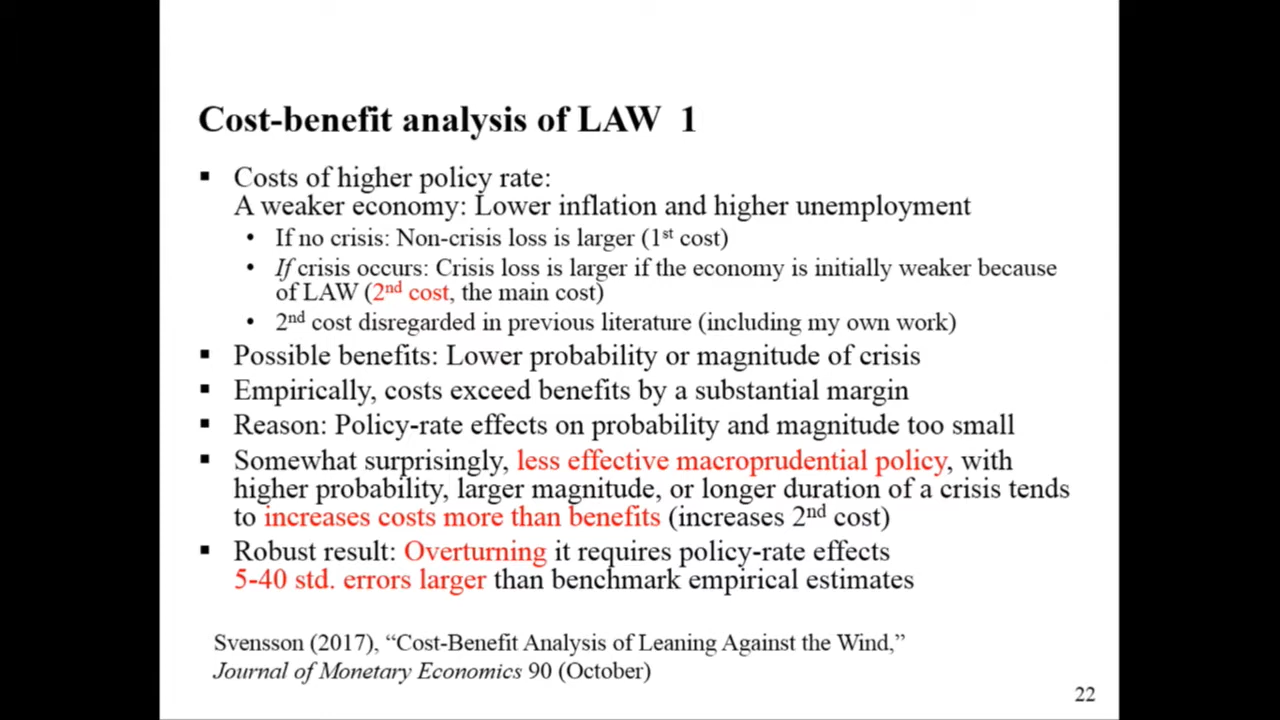 Cost-benefit analysis of LAW 1
▪ Costs of higher policy rate:
A weaker economy: Lower inflation and higher unemployment
• If no crisis: Non-crisis loss is larger (1st cost)
• If crisis occurs: Crisis loss is larger if the economy is initially weaker because
of LAW (2nd cost, the main cost)
• 2nd cost disregarded in previous literature (including my own work)
▪ Possible benefits: Lower probability or magnitude of crisis
▪ Empirically, costs exceed benefits by a substantial margin
▪ Reason: Policy-rate effects on probability and magnitude too small
▪ Somewhat surprisingly, less effective macroprudential policy, with
higher probability, larger magnitude, or longer duration of a crisis tends
to increases costs more than benefits (increases 2nd cost)
▪ Robust result: Overturning it requires policy-rate effects
5-40 std. errors larger than benchmark empirical estimates
Svensson (2017), “Cost-Benefit Analysis of Leaning Against the Wind,”
Journal of Monetary Economics 90 (October)
22